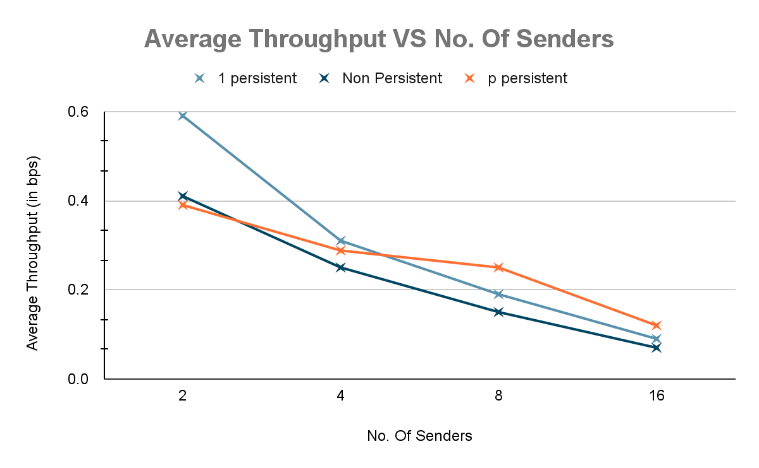 Average Throughput VS No. Of Senders
1 persistent Non Persistent p persistent
Average Throughput (in bps)
0.6
0.4
0.2
0.0
2 4 8 16
No. Of Senders